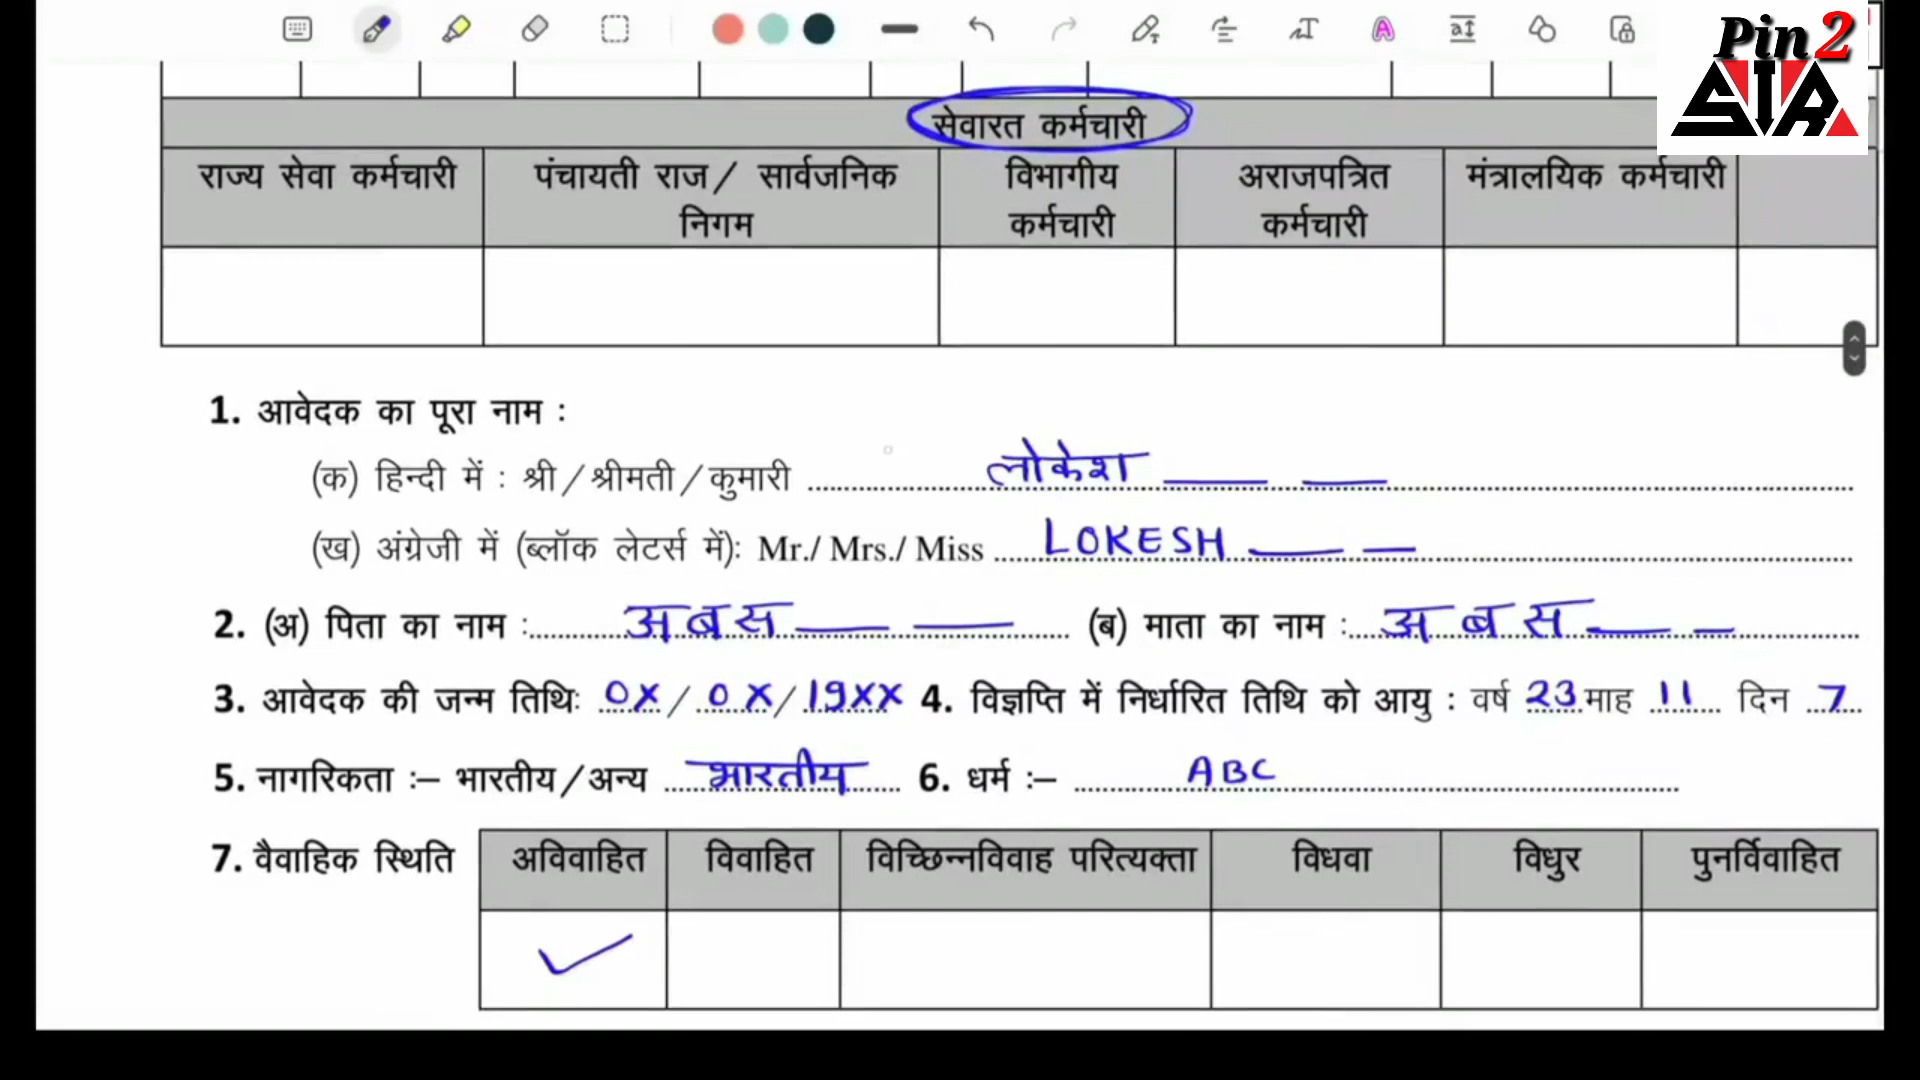 Pin2
STAR
सेवारत कर्मचारी
राज्य सेवा कर्मचारी पंचायती राज/ सार्वजनिक निगम विभागीय कर्मचारी अराजपत्रित कर्मचारी मंत्रालयिक कर्मचारी
1. आवेदक का पूरा नाम :
(क) हिन्दी में : श्री/श्रीमती/कुमारी लोकेश
(ख) अंग्रेजी में (ब्लॉक लेटर्स में): Mr./ Mrs./ Miss LOKESH
2. (अ) पिता का नाम : अ ब स (ब) माता का नाम : अ ब स
3. आवेदक की जन्म तिथि: 0X / 0X / 19XX 4. विज्ञप्ति में निर्धारित तिथि को आयु : वर्ष 23 माह 11 दिन 7
5. नागरिकता :– भारतीय/अन्य भारतीय 6. धर्म :– ABC
7. वैवाहिक स्थिति अविवाहित विवाहित विच्छिन्नविवाह परित्यक्ता विधवा विधुर पुनर्विवाहित